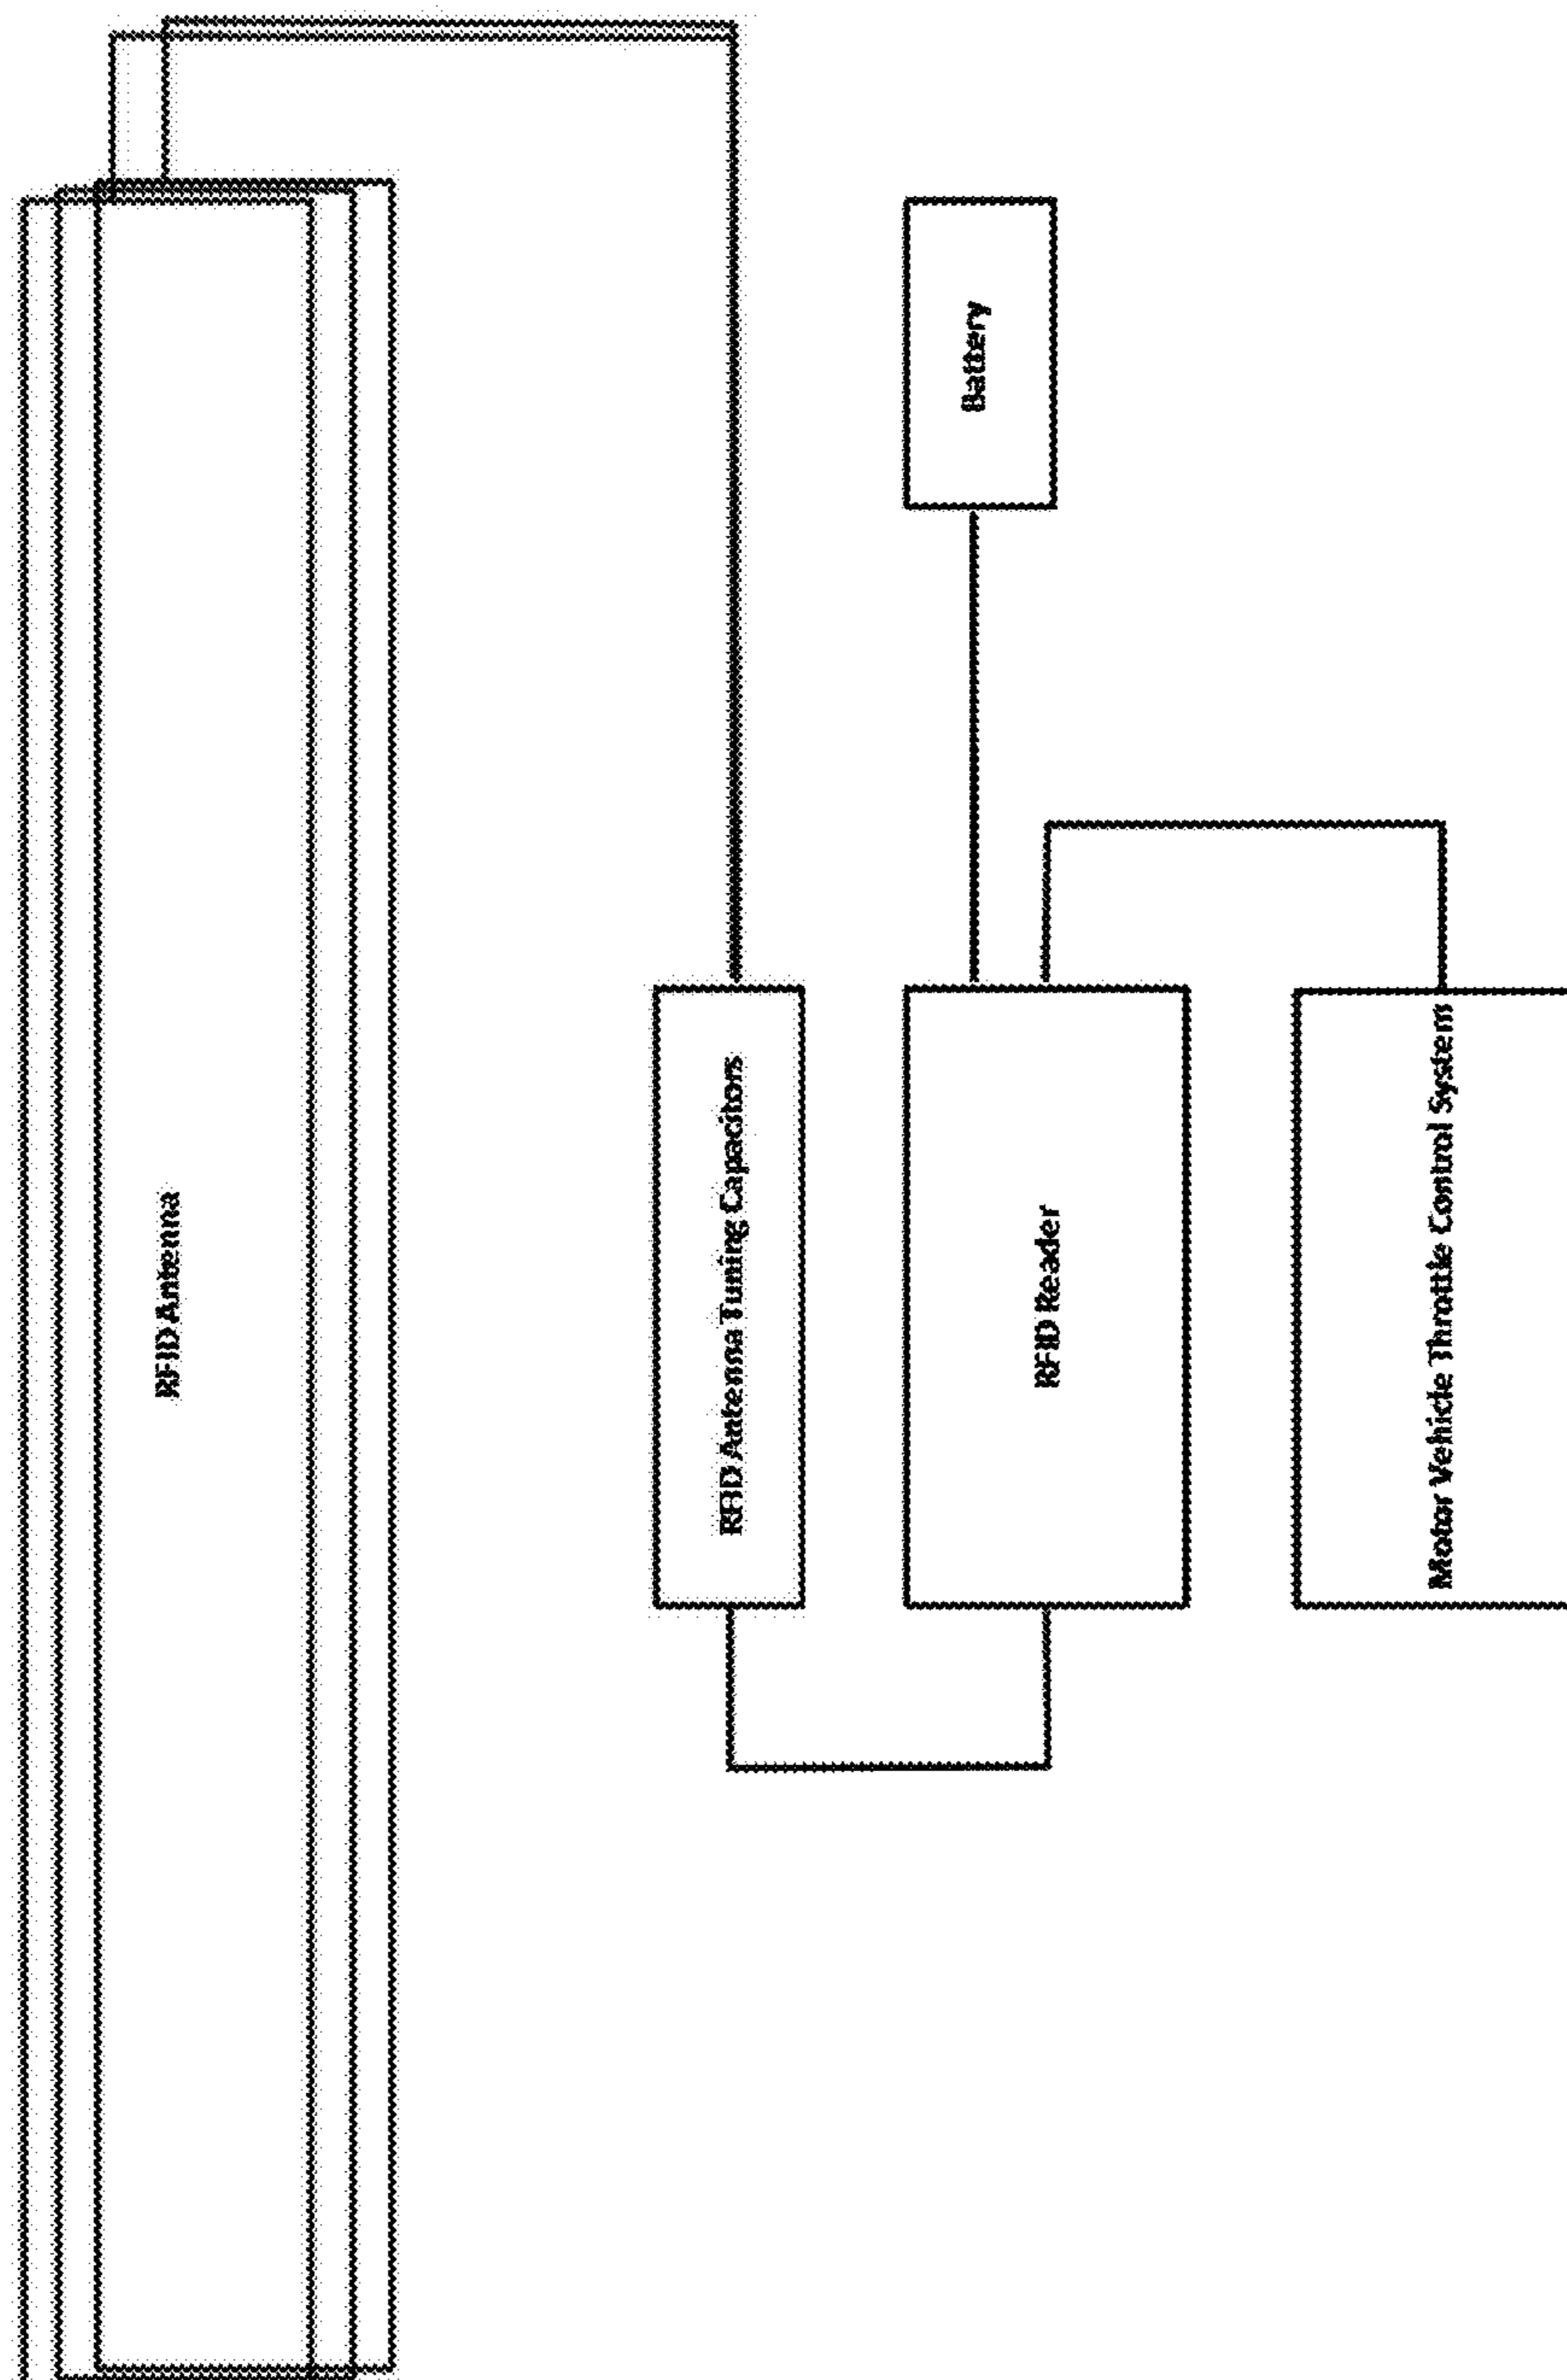 RFID Antenna
RFID Antenna Tuning Capacitors
Battery
RFID Reader
Motor Vehicle Throttle Control System